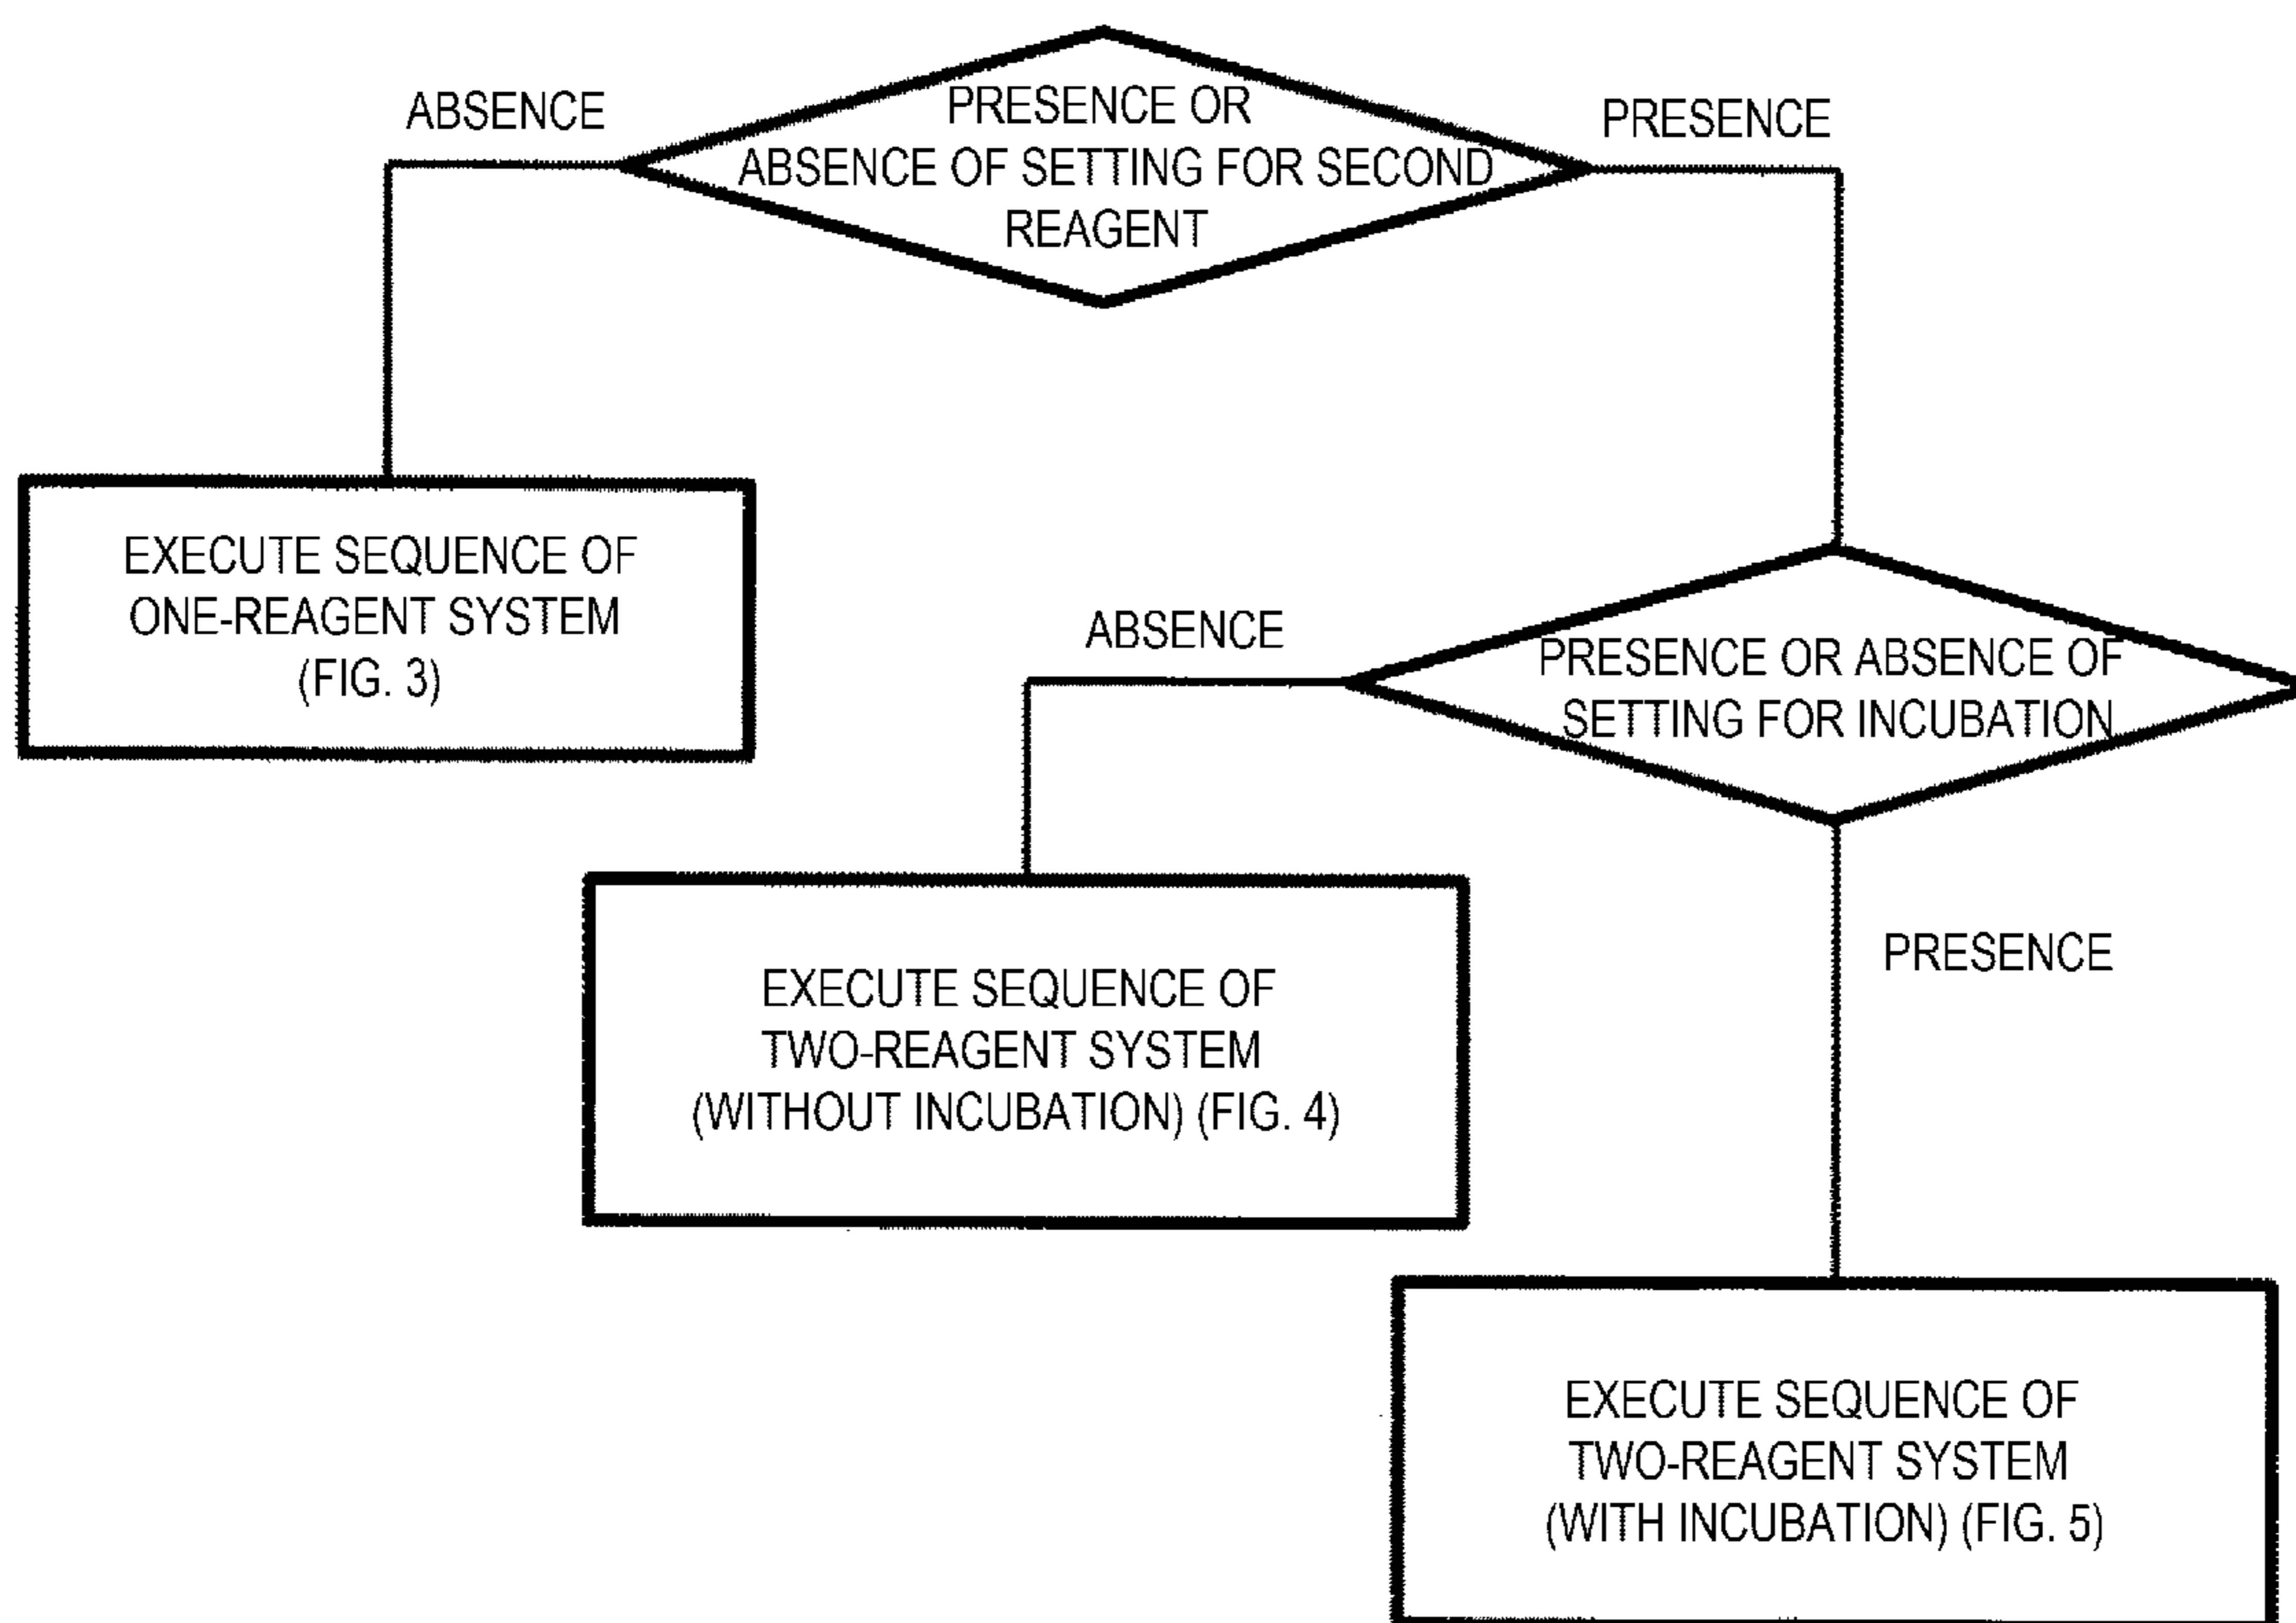 ABSENCE
PRESENCE OR
ABSENCE OF SETTING FOR SECOND
REAGENT
PRESENCE
EXECUTE SEQUENCE OF
ONE-REAGENT SYSTEM
(FIG. 3)
ABSENCE
PRESENCE OR ABSENCE OF
SETTING FOR INCUBATION
EXECUTE SEQUENCE OF
TWO-REAGENT SYSTEM
(WITHOUT INCUBATION) (FIG. 4)
PRESENCE
EXECUTE SEQUENCE OF
TWO-REAGENT SYSTEM
(WITH INCUBATION) (FIG. 5)